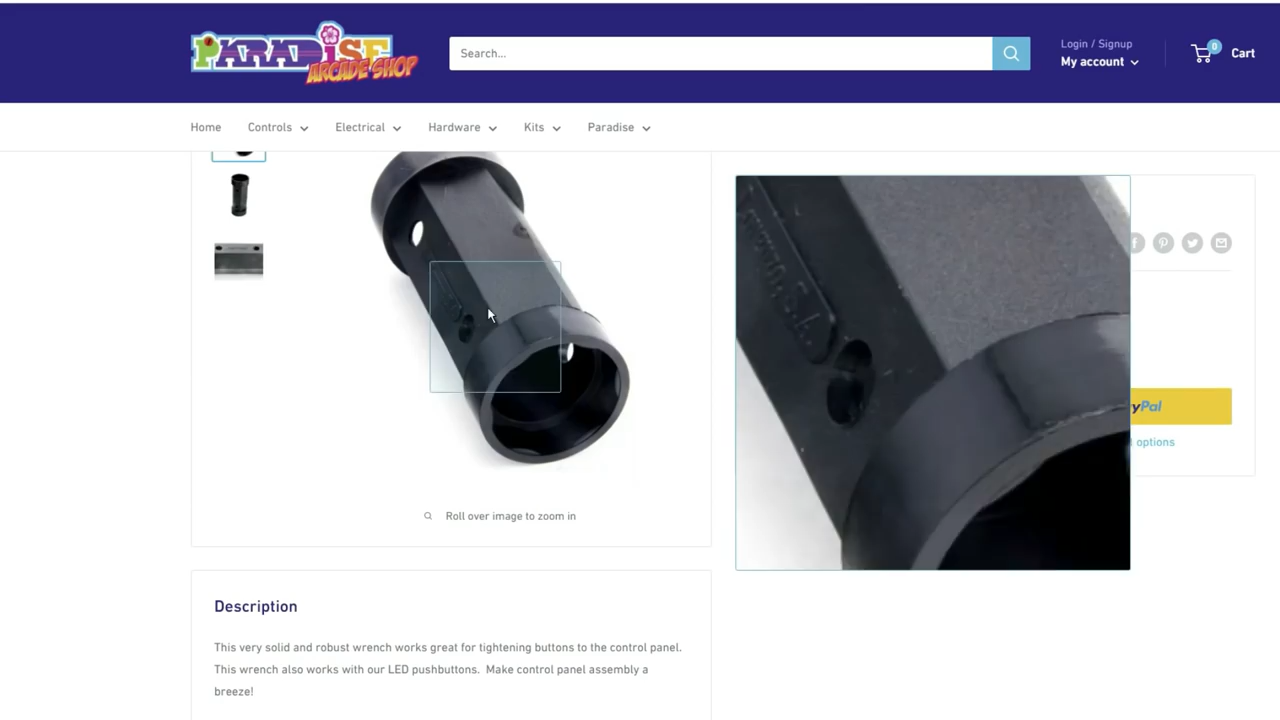 PARADISE
ARCADE SHOP
Search...
Login / Signup
My account
0
Cart
Home
Controls
Electrical
Hardware
Kits
Paradise
yPal
options
Roll over image to zoom in
Description
This very solid and robust wrench works great for tightening buttons to the control panel.
This wrench also works with our LED pushbuttons.  Make control panel assembly a
breeze!